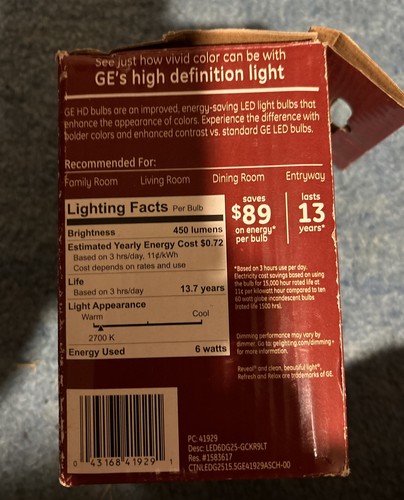 See just how vivid color can be with
GE's high definition light
GE HD bulbs are an improved, energy-saving LED light bulbs that
enhance the appearance of colors. Experience the difference with
bolder colors and enhanced contrast vs. standard GE LED bulbs.
Recommended For:
Family Room Living Room Dining Room Entryway
Lighting Facts Per Bulb
Brightness 450 lumens
Estimated Yearly Energy Cost $0.72
Based on 3 hrs/day, 11¢/kWh
Cost depends on rates and use
Life
Based on 3 hrs/day 13.7 years
Light Appearance
Warm Cool
2700 K
Energy Used 6 watts
saves
$89
on energy*
per bulb
lasts
13
years*
*Based on 3 hours use per day.
Electricity cost savings based on using
the bulb for 15,000 hour rated life at
11¢ per kilowatt hour compared to ten
60 watt globe incandescent bulbs
(rated life 1500 hrs).
Dimming performance may vary by
dimmer. Go to: gelighting.com/dimming
for more information.
Reveal® and clean, beautiful light®,
Refresh and Relax are trademarks of GE.
0 43168 41929 1
PC: 41929
Desc: LED6DG25-GCKR9LT
Res. #1583617
CTNLEDG2515.5GE41929ASCH-00